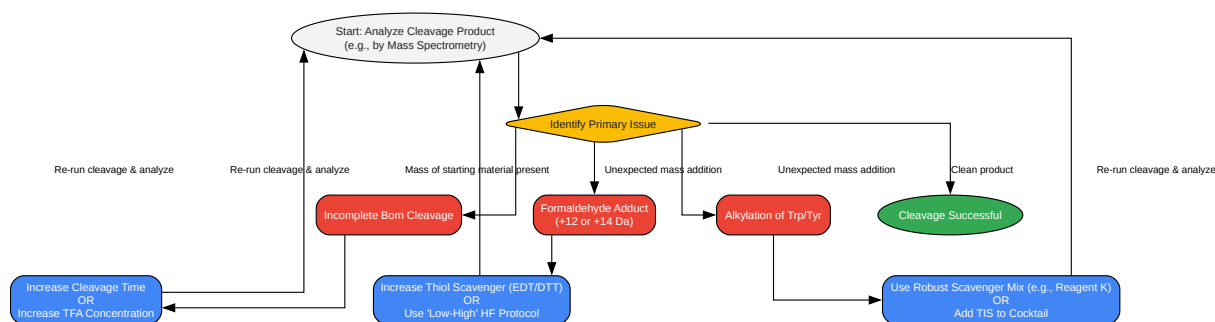 Start: Analyze Cleavage Product
(e.g., by Mass Spectrometry)
Identify Primary Issue
Re-run cleavage & analyze
Re-run cleavage & analyze
Mass of starting material present
Unexpected mass addition
Unexpected mass addition
Clean product
Re-run cleavage & analyze
Incomplete Bom Cleavage
Formaldehyde Adduct
(+12 or +14 Da)
Alkylation of Trp/Tyr
Cleavage Successful
Increase Cleavage Time
OR
Increase TFA Concentration
Increase Thiol Scavenger (EDT/DTT)
OR
Use 'Low-High' HF Protocol
Use Robust Scavenger Mix (e.g., Reagent K)
OR
Add TIS to Cocktail